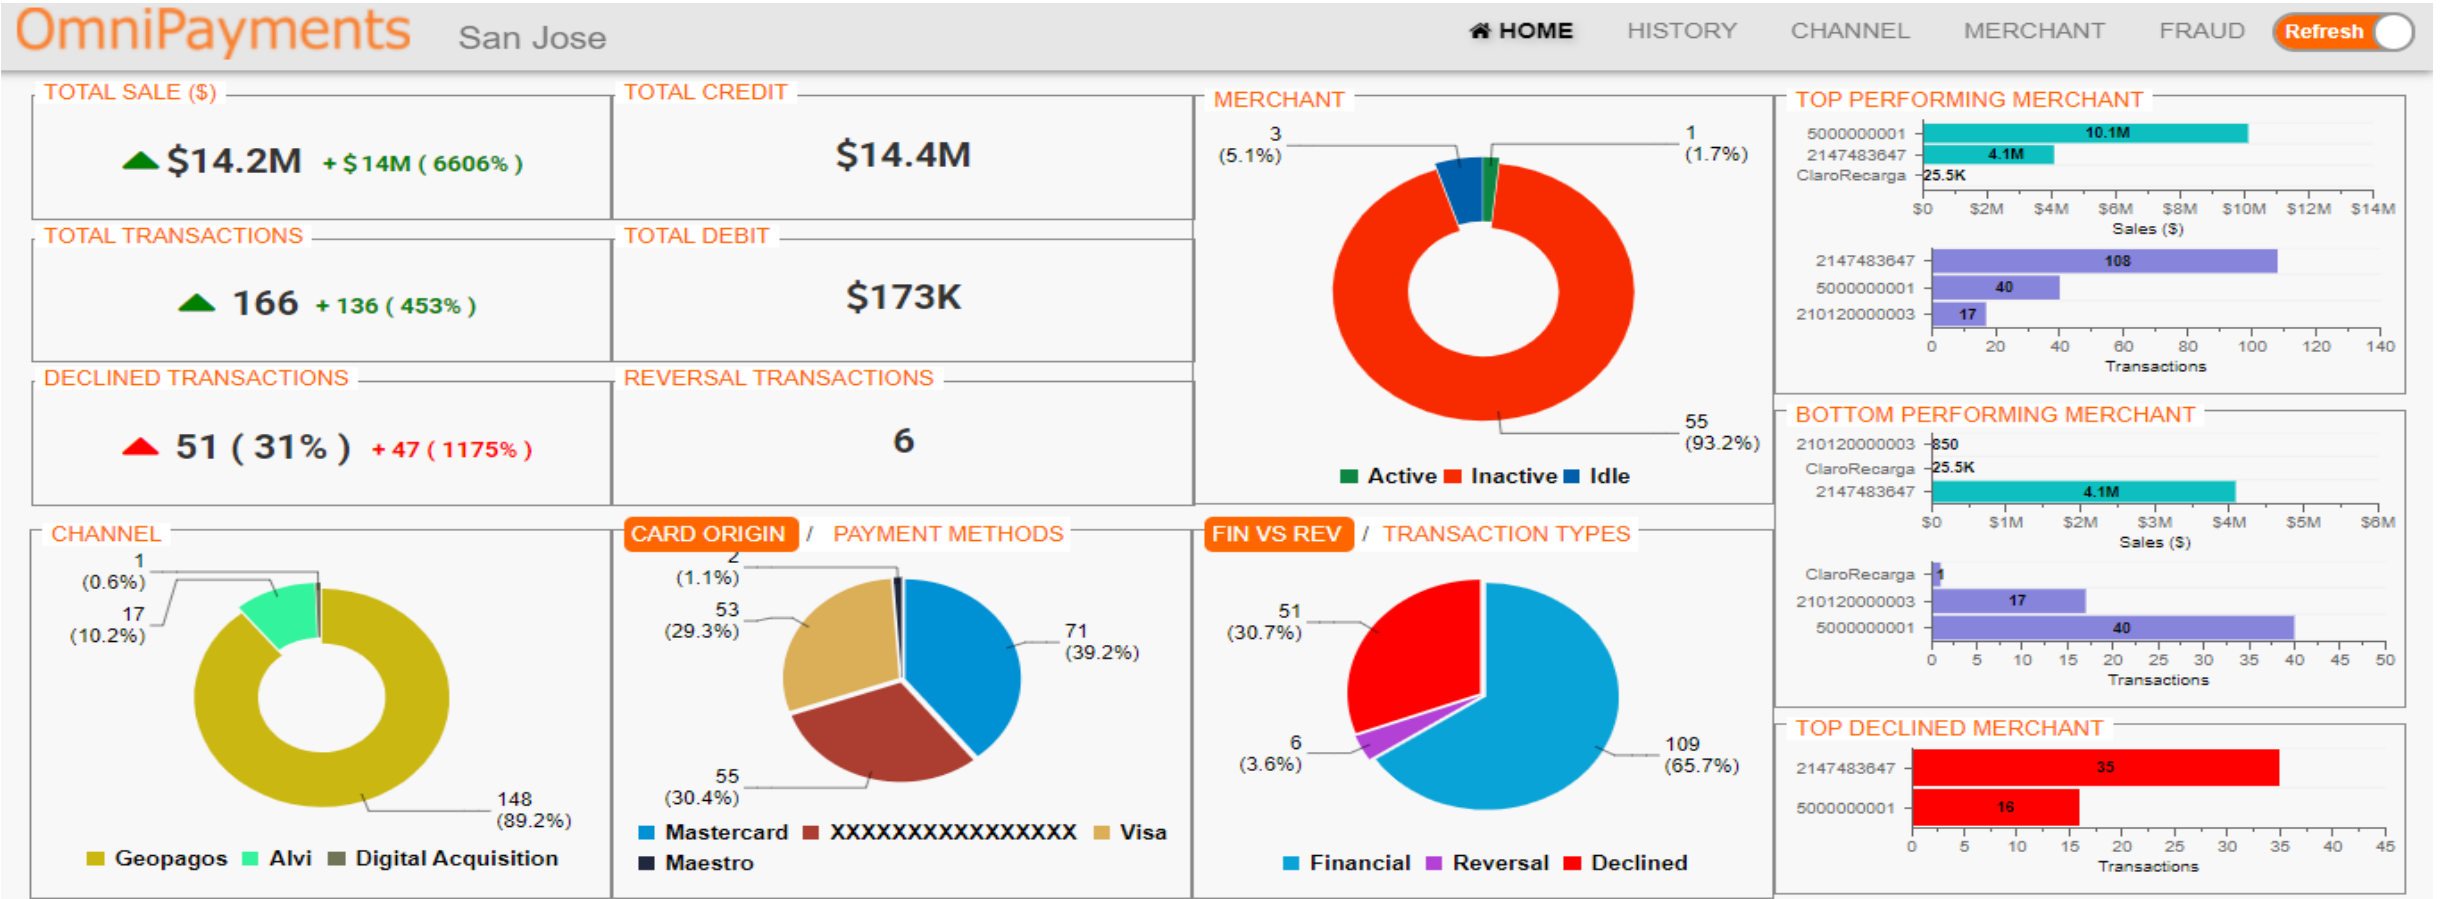 OmniPayments San Jose HOME HISTORY CHANNEL MERCHANT FRAUD Refresh
TOTAL SALE ($)
$14.2M + $14M ( 6606% )
TOTAL CREDIT
$14.4M
TOTAL TRANSACTIONS
166 + 136 ( 453% )
TOTAL DEBIT
$173K
DECLINED TRANSACTIONS
51 ( 31% ) + 47 ( 1175% )
REVERSAL TRANSACTIONS
6
MERCHANT
3
(5.1%)
1
(1.7%)
55
(93.2%)
Active Inactive Idle
TOP PERFORMING MERCHANT
5000000001 10.1M
2147483647 4.1M
ClaroRecarga 25.5K
$0 $2M $4M $6M $8M $10M $12M $14M
Sales ($)
2147483647 108
5000000001 40
210120000003 17
0 20 40 60 80 100 120 140
Transactions
BOTTOM PERFORMING MERCHANT
210120000003 850
ClaroRecarga 25.5K
2147483647 4.1M
$0 $1M $2M $3M $4M $5M $6M
Sales ($)
ClaroRecarga 1
210120000003 17
5000000001 40
0 5 10 15 20 25 30 35 40 45 50
Transactions
TOP DECLINED MERCHANT
2147483647 35
5000000001 16
0 5 10 15 20 25 30 35 40 45
Transactions
CHANNEL
1
(0.6%)
17
(10.2%)
148
(89.2%)
Geopagos Alvi Digital Acquisition
CARD ORIGIN / PAYMENT METHODS
2
(1.1%)
53
(29.3%)
71
(39.2%)
55
(30.4%)
Mastercard XXXXXXXXXXXXXXXX Visa
Maestro
FIN VS REV / TRANSACTION TYPES
51
(30.7%)
6
(3.6%)
109
(65.7%)
Financial Reversal Declined